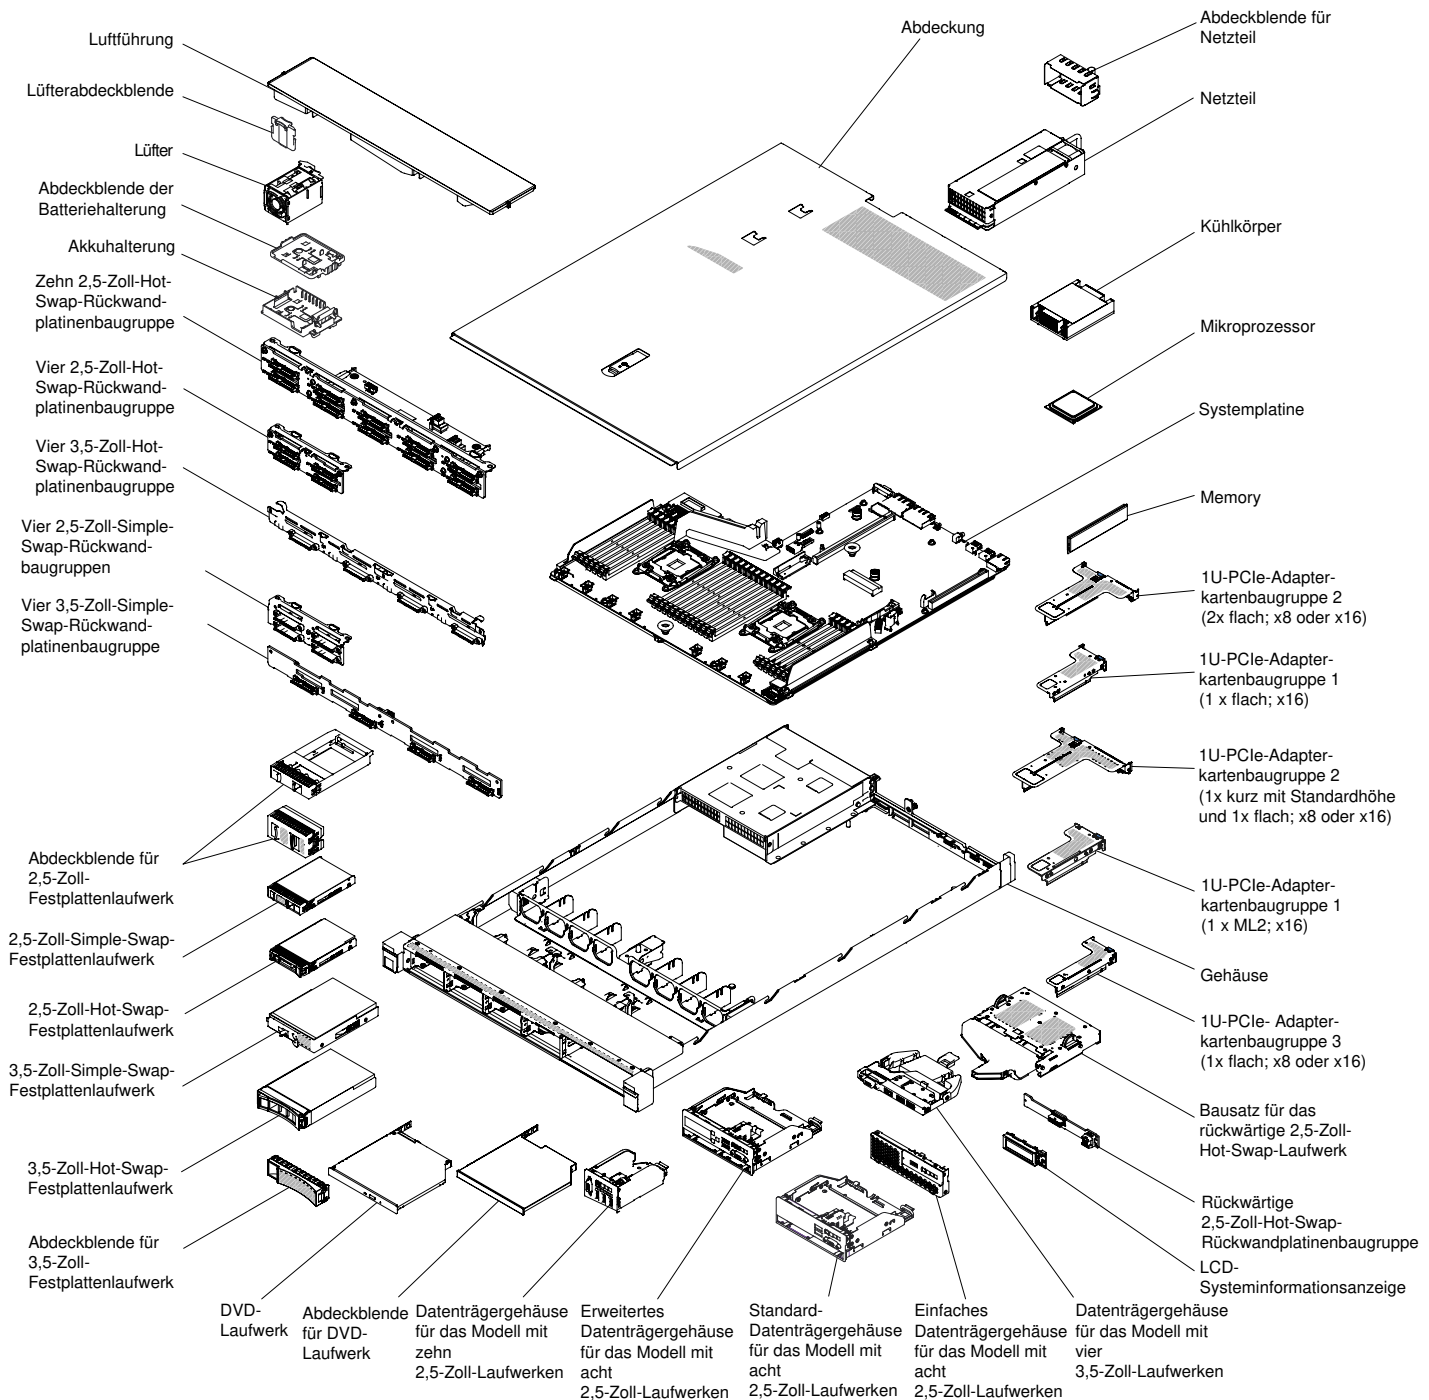 Luftführung
Lüfterabdeckblende
Lüfter
Abdeckblende der
Batteriehalterung
Akkuhalterung
Zehn 2,5-Zoll-Hot-
Swap-Rückwand-
platinenbaugruppe
Vier 2,5-Zoll-Hot-
Swap-Rückwand-
platinenbaugruppe
Vier 3,5-Zoll-Hot-
Swap-Rückwand-
platinenbaugruppe
Vier 2,5-Zoll-Simple-
Swap-Rückwand-
baugruppen
Vier 3,5-Zoll-Simple-
Swap-Rückwand-
platinenbaugruppe
Abdeckblende für
2,5-Zoll-
Festplattenlaufwerk
2,5-Zoll-Simple-Swap-
Festplattenlaufwerk
2,5-Zoll-Hot-Swap-
Festplattenlaufwerk
3,5-Zoll-Simple-Swap-
Festplattenlaufwerk
3,5-Zoll-Hot-Swap-
Festplattenlaufwerk
Abdeckblende für
3,5-Zoll-
Festplattenlaufwerk
DVD-
Laufwerk
Abdeckblende
für DVD-
Laufwerk
Datenträgergehäuse
für das Modell mit
zehn
2,5-Zoll-Laufwerken
Erweitertes
Datenträgergehäuse
für das Modell mit
acht
2,5-Zoll-Laufwerken
Standard-
Datenträgergehäuse
für das Modell mit
acht
2,5-Zoll-Laufwerken
Einfaches
Datenträgergehäuse
für das Modell mit
acht
2,5-Zoll-Laufwerken
Datenträgergehäuse
für das Modell mit
vier
3,5-Zoll-Laufwerken
Abdeckung
Abdeckblende für
Netzteil
Netzteil
Kühlkörper
Mikroprozessor
Systemplatine
Memory
1U-PCIe-Adapter-
kartenbaugruppe 2
(2x flach; x8 oder x16)
1U-PCIe-Adapter-
kartenbaugruppe 1
(1 x flach; x16)
1U-PCIe-Adapter-
kartenbaugruppe 2
(1x kurz mit Standardhöhe
und 1x flach; x8 oder x16)
1U-PCIe-Adapter-
kartenbaugruppe 1
(1 x ML2; x16)
Gehäuse
1U-PCIe- Adapter-
kartenbaugruppe 3
(1x flach; x8 oder x16)
Bausatz für das
rückwärtige 2,5-Zoll-
Hot-Swap-Laufwerk
Rückwärtige
2,5-Zoll-Hot-Swap-
Rückwandplatinenbaugruppe
LCD-
Systeminformationsanzeige